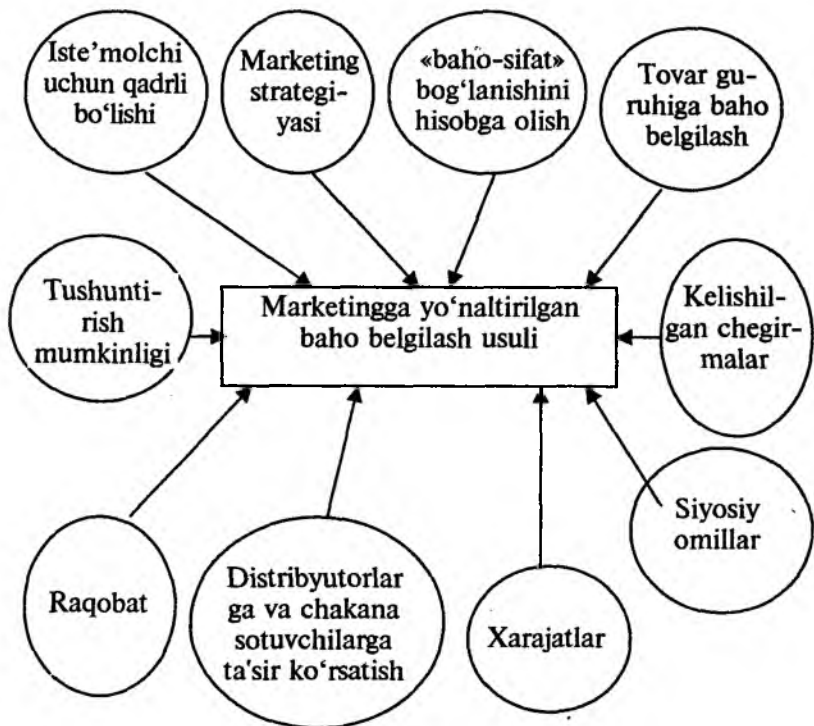 Iste’molchi
uchun qadrli
bo‘lishi
Marketing
strategi-
yasi
«baho-sifat»
bog‘lanishini
hisobga olish
Tovar gu-
ruhiga baho
belgilash
Tushunti-
rish
mumkinligi
Marketingga yo‘naltirilgan
baho belgilash usuli
Kelishil-
gan chegir-
malar
Raqobat
Distribyutorlar
ga va chakana
sotuvchilarga
ta'sir ko‘rsatish
Xarajatlar
Siyosiy
omillar